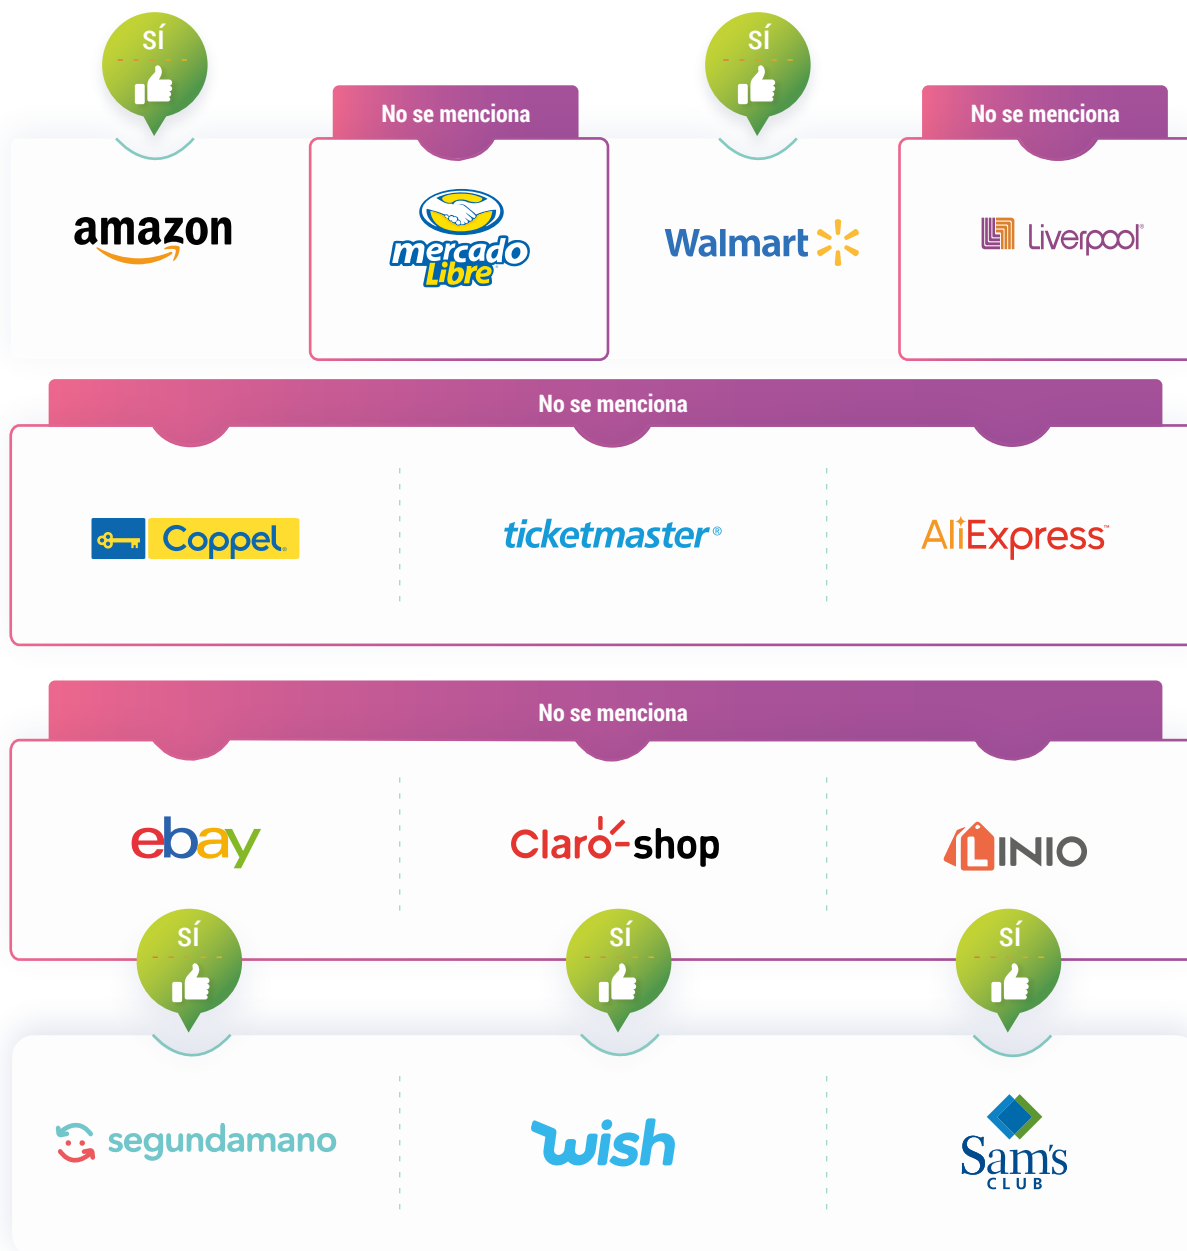 SÍ
SÍ
No se menciona
No se menciona
amazon
mercado
Libre
Walmart
Liverpool®
No se menciona
Coppel.
ticketmaster®
AliExpress™
No se menciona
ebay
Claro-shop
LINIO
SÍ
SÍ
SÍ
segundamano
wish
Sam's
CLUB